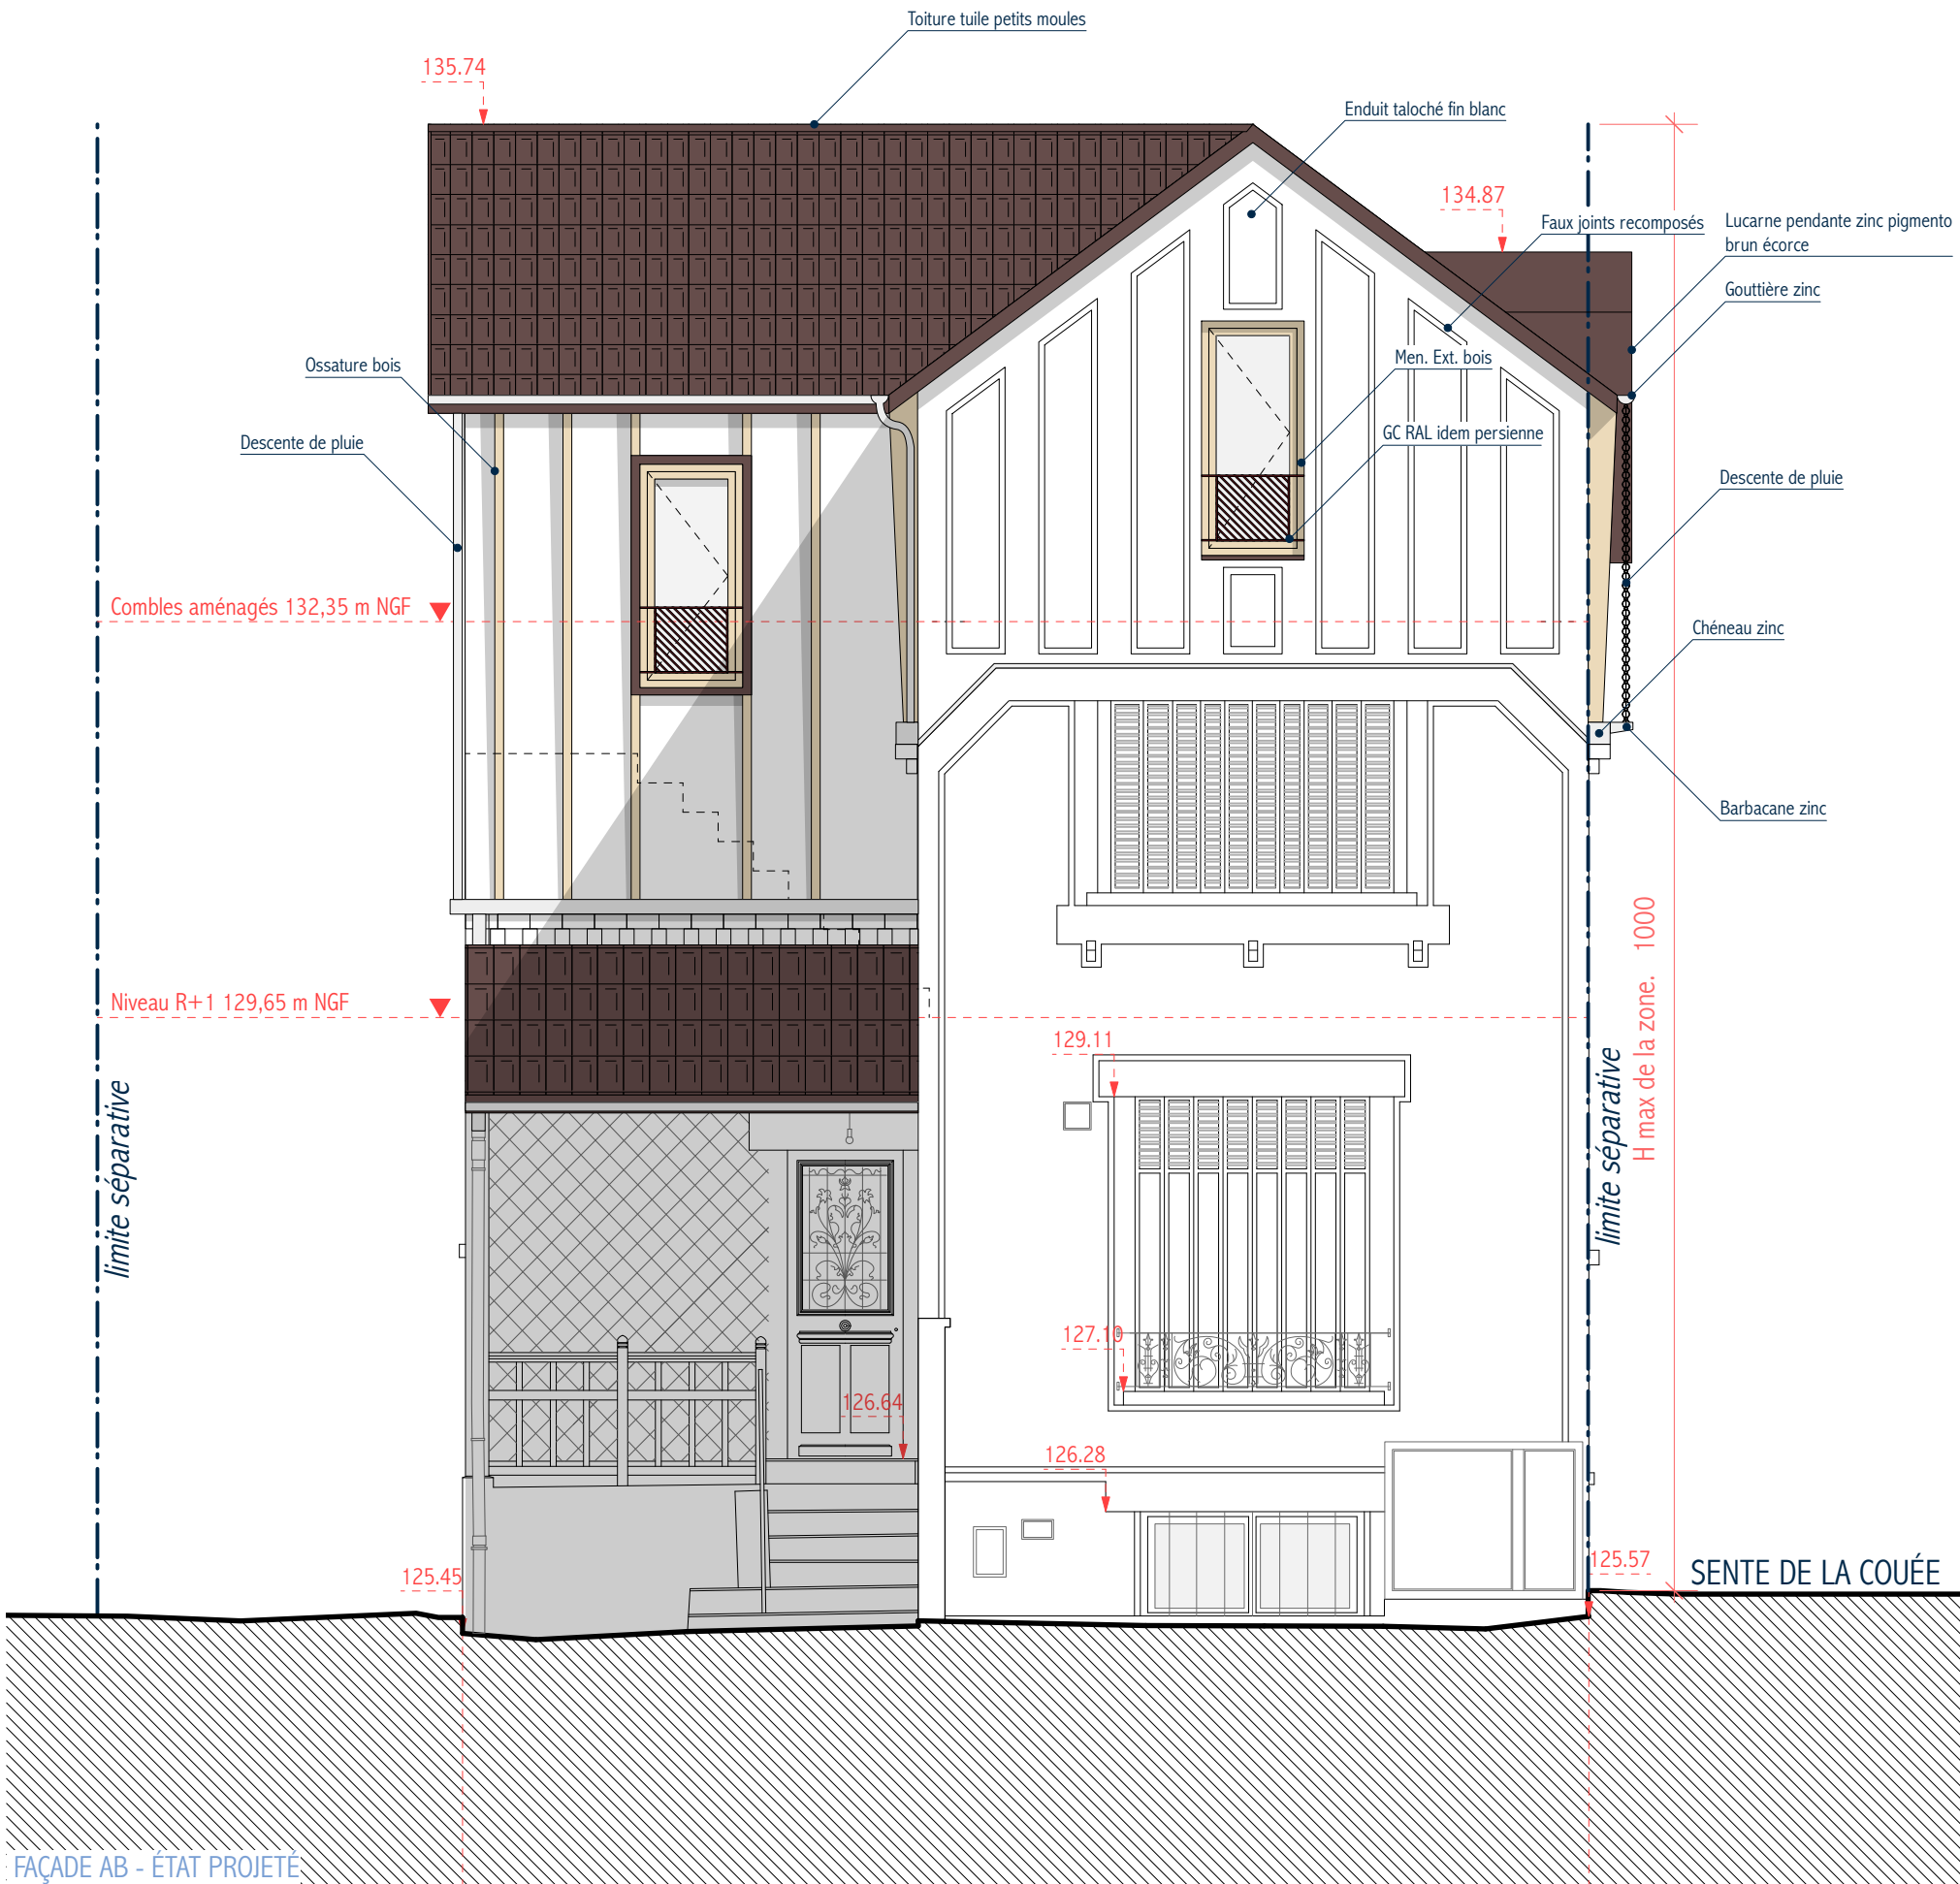 Toiture tuile petits moules
135.74
Enduit taloché fin blanc
134.87
Faux joints recomposés
Lucarne pendante zinc pigmento
brun écorce
Gouttière zinc
Ossature bois
Men. Ext. bois
Descente de pluie
GC RAL idem persienne
Descente de pluie
Combles aménagés 132,35 m NGF
Chéneau zinc
Barbacane zinc
Niveau R+1 129,65 m NGF
129.11
H max de la zone. 1000
limite séparative
limite séparative
127.10
126.64
126.28
125.45
125.57
SENTE DE LA COUÉE
FAÇADE AB - ÉTAT PROJETÉ